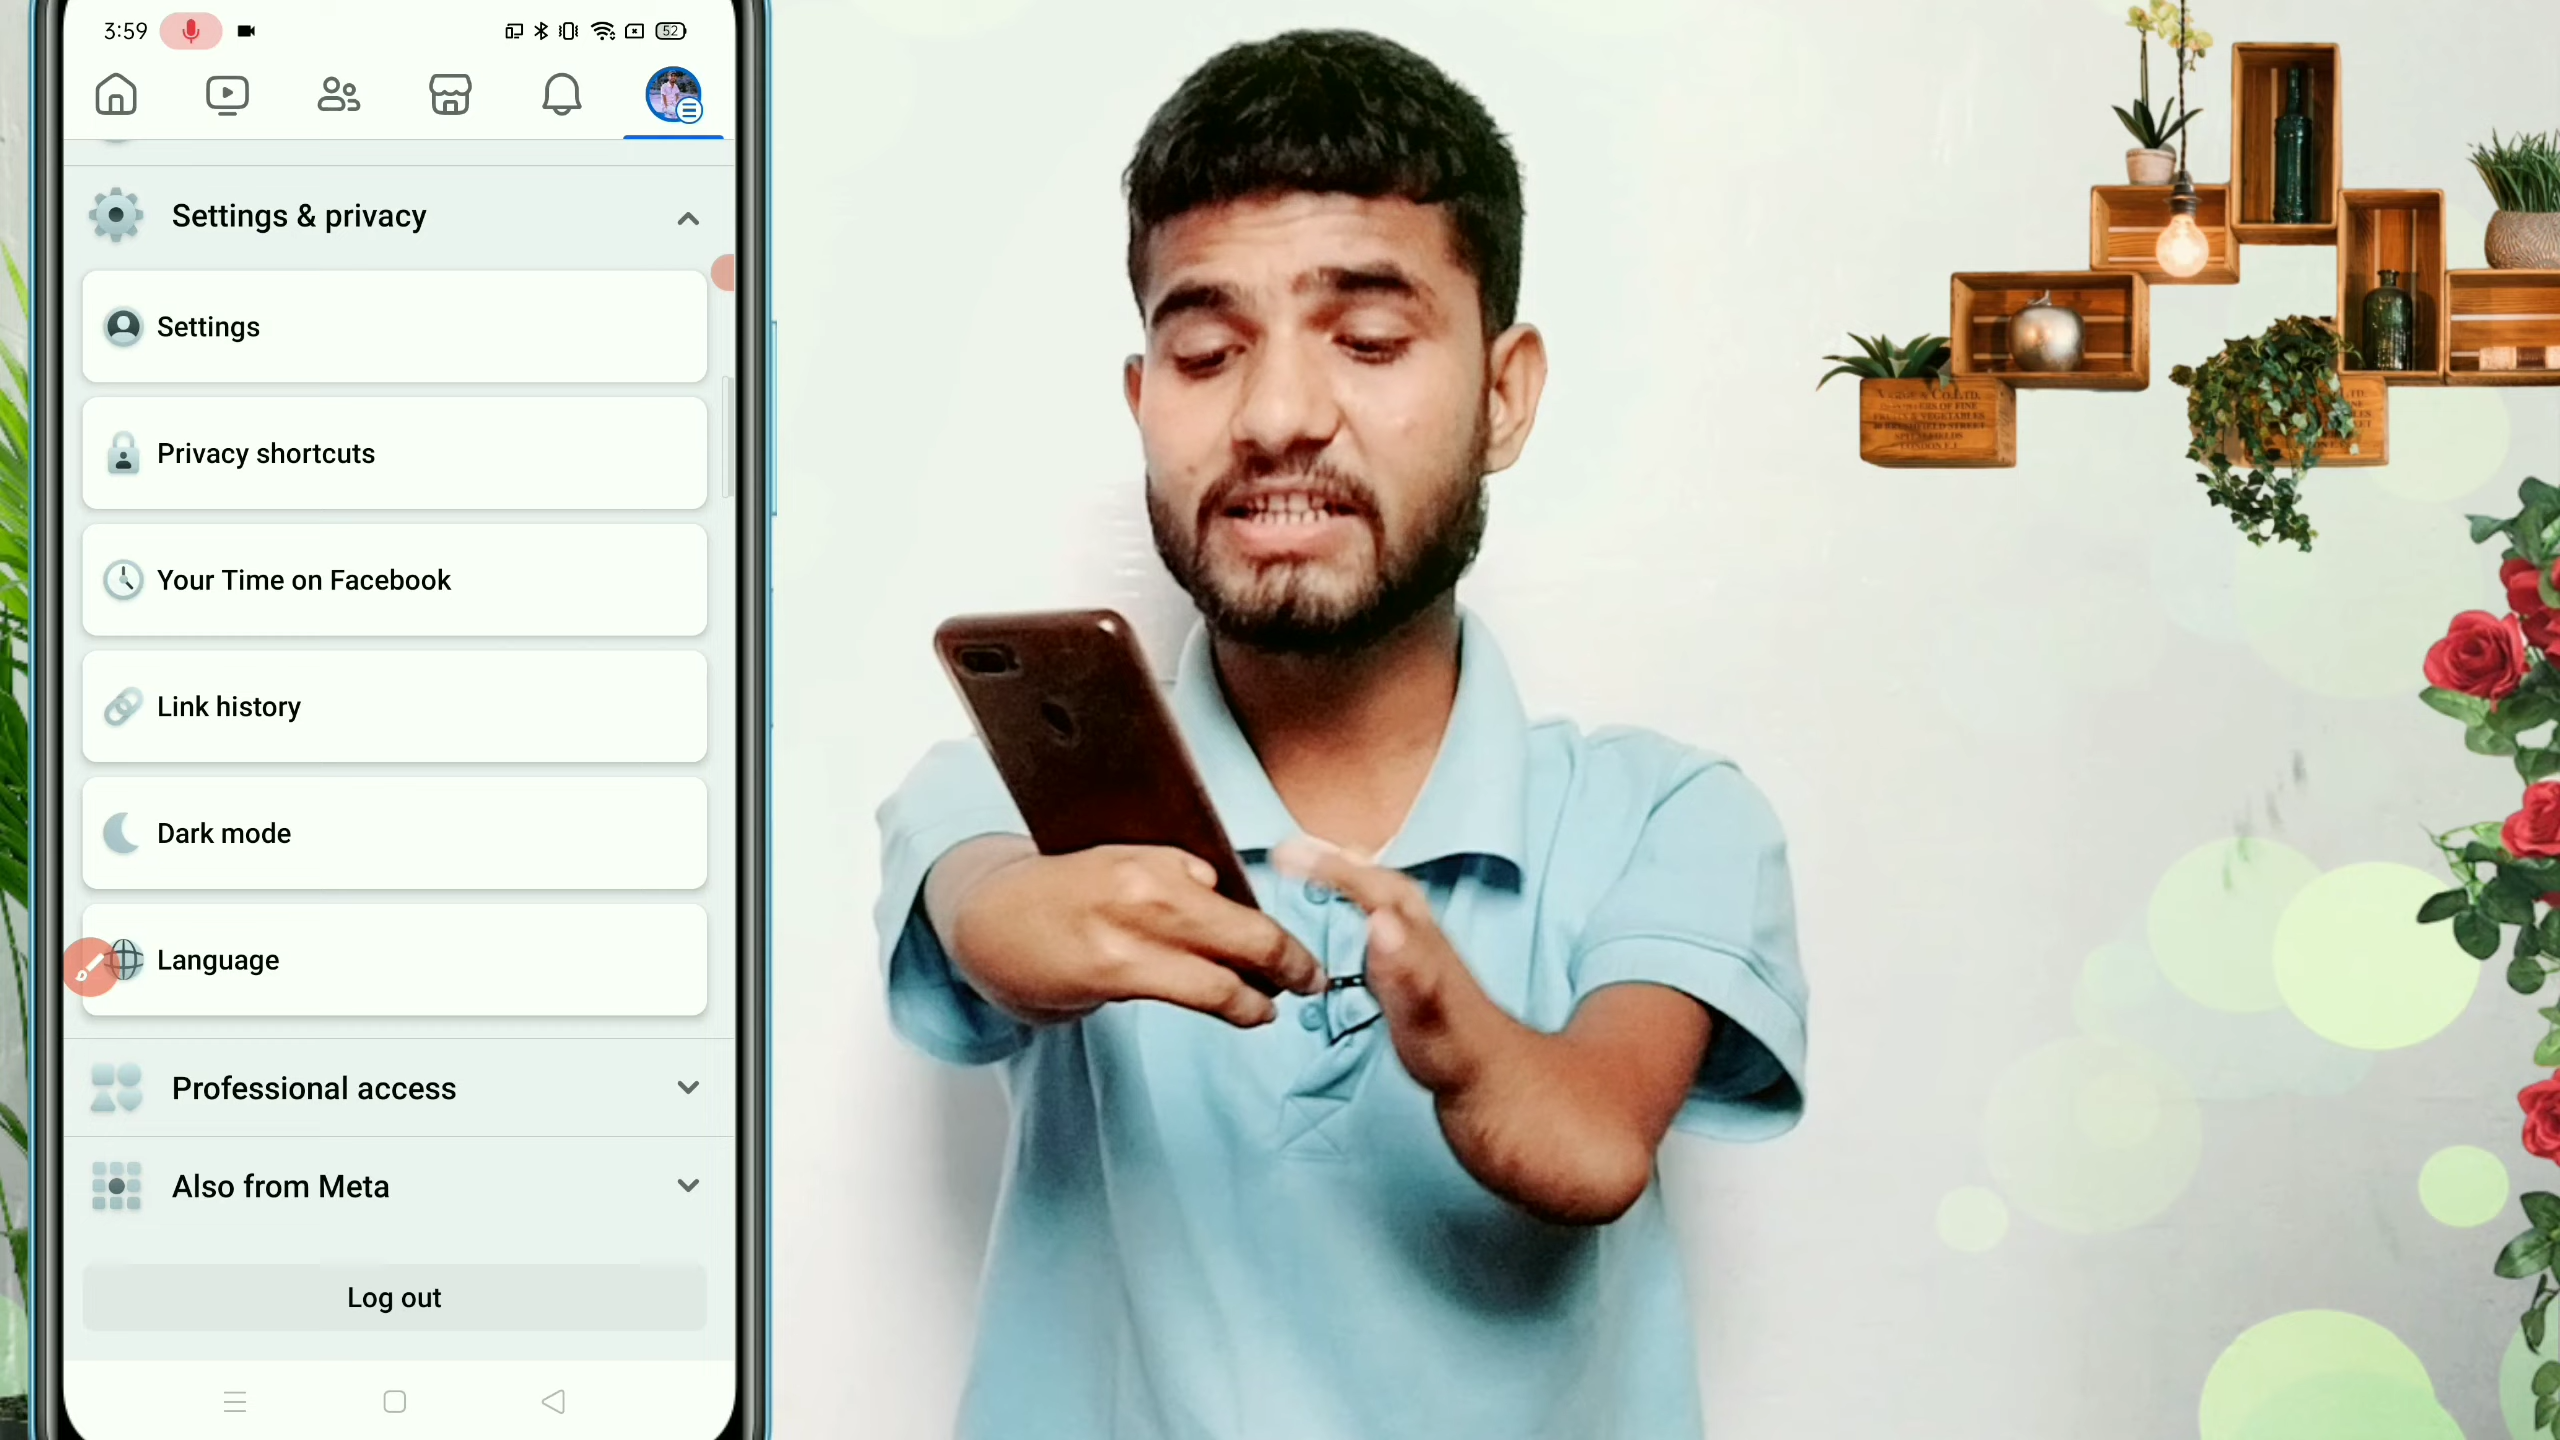 3:59
52
Settings & privacy
Settings
Privacy shortcuts
Your Time on Facebook
Link history
Dark mode
Language
Professional access
Also from Meta
Log out